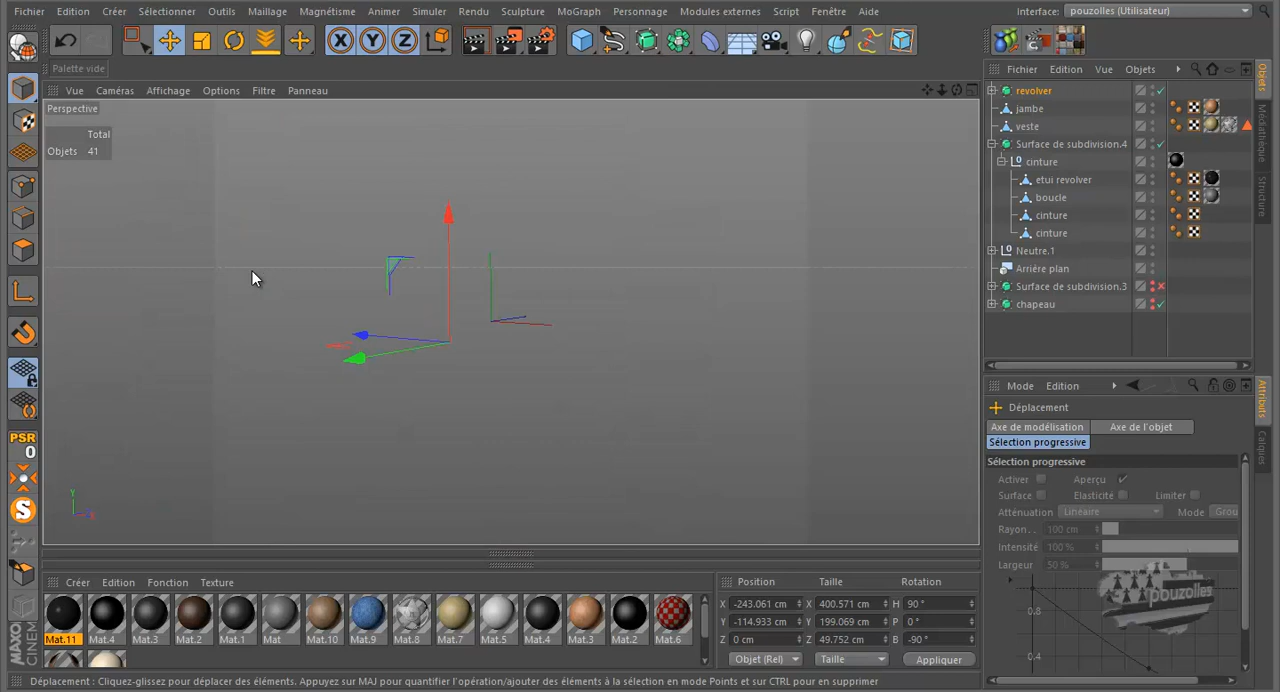 Fichier Edition Créer Sélectionner Outils Maillage Magnétisme Animer Simuler Rendu Sculpture MoGraph Personnage Modules externes Script Fenêtre Aide Interface: pouzolles (Utilisateur)
X Y Z
Palette vide
Fichier Edition Vue Objets
Vue Caméras Affichage Options Filtre Panneau
Perspective
Total
Objets 41
revolver
jambe
veste
Surface de subdivision.4
cinture
etui revolver
boucle
cinture
cinture
Neutre.1
Arrière plan
Surface de subdivision.3
chapeau
Objets
Médiathèque
Structure
Mode Edition
Déplacement
Axe de modélisation Axe de l'objet
Sélection progressive
Sélection progressive
Activer Aperçu
Surface Elasticité Limiter
Atténuation Linéaire Mode Grou
Rayon . . 100 cm
Intensité 100 %
Largeur 50 %
0.8
0.4
pouzolles
Attributs
Calques
PSR
0
S
Y
X
MAXO
CINEM
Créer Edition Fonction Texture
Mat.11 Mat.4 Mat.3 Mat.2 Mat.1 Mat Mat.10 Mat.9 Mat.8 Mat.7 Mat.5 Mat.4 Mat.3 Mat.2 Mat.6
Position Taille Rotation
X -243.061 cm X 400.571 cm H 90 °
Y -114.933 cm Y 199.069 cm P 0 °
Z 0 cm Z 49.752 cm B -90 °
Objet (Rel) Taille Appliquer
Déplacement : Cliquez-glissez pour déplacer des éléments. Appuyez sur MAJ pour quantifier l'opération/ajouter des éléments à la sélection en mode Points et sur CTRL pour en supprimer